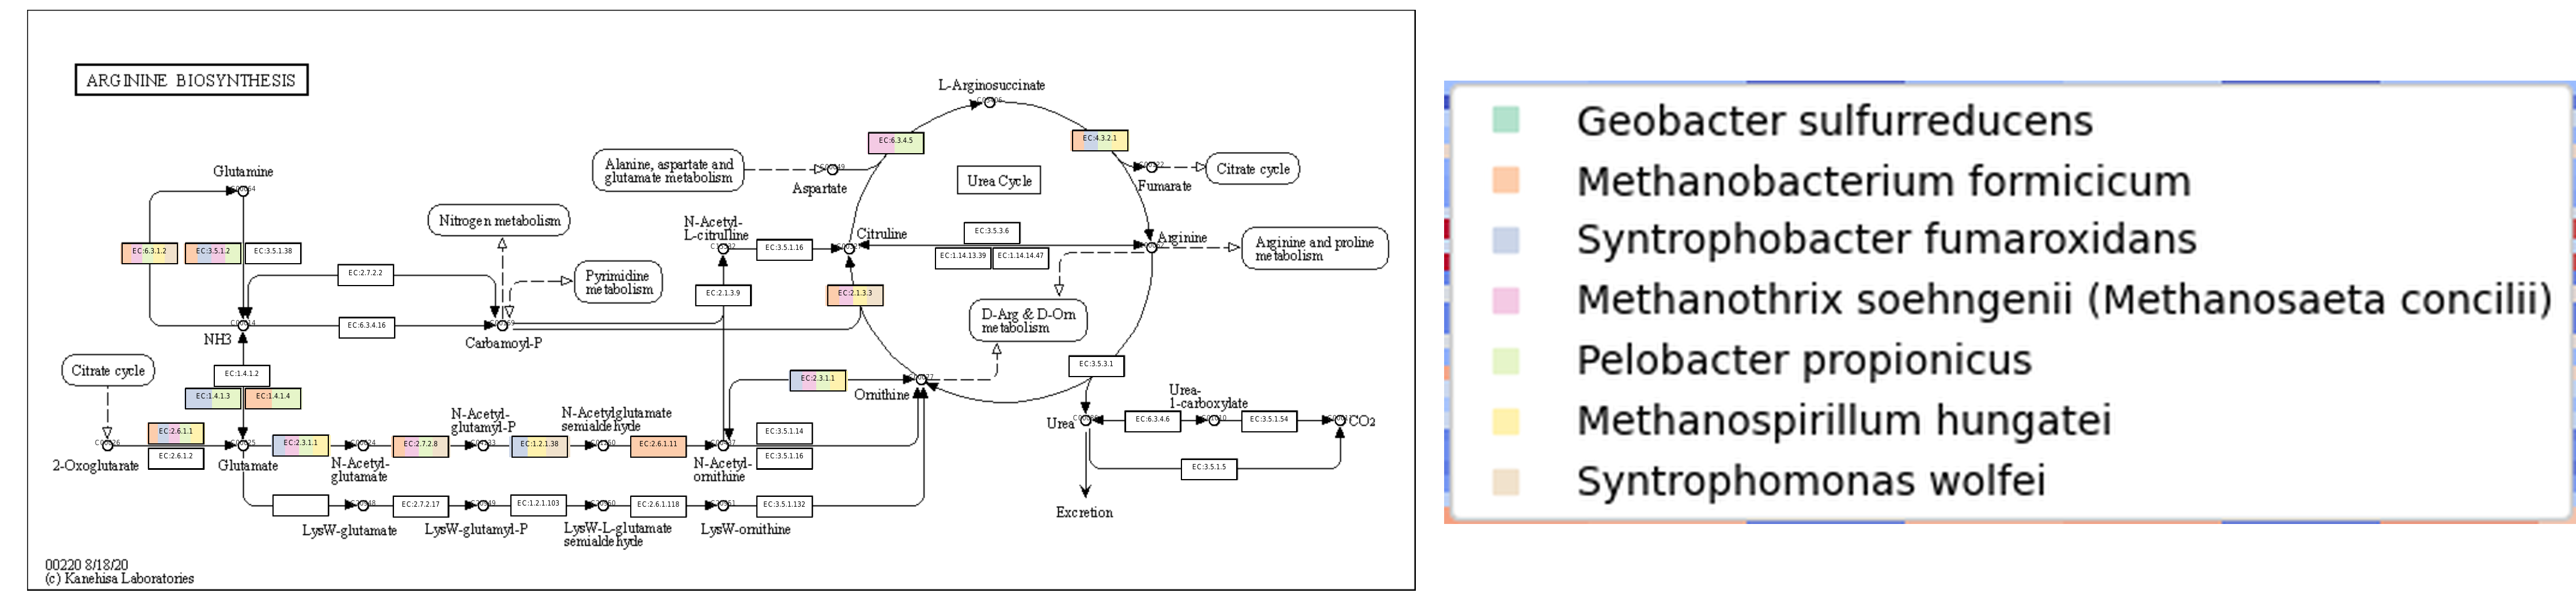 ARGININE BIOSYNTHESIS
L-Arginosuccinate
EC:6.3.4.5
EC:4.3.2.1
Alanine, aspartate and
glutamate metabolism
Aspartate
Urea Cycle
Fumarate
Citrate cycle
Glutamine
Nitrogen metabolism
N-Acetyl-
L-citrulline
Citruline
EC:3.5.3.6
Arginine
Arginine and proline
metabolism
EC:6.3.1.2
EC:3.5.1.2
EC:3.5.1.38
EC:3.5.1.16
EC:1.14.13.39
EC:1.14.14.47
EC:2.7.2.2
Pyrimidine
metabolism
EC:2.1.3.9
EC:2.1.3.3
D-Arg & D-Orn
metabolism
NH3
EC:6.3.4.16
Carbamoyl-P
Citrate cycle
EC:1.4.1.2
EC:3.5.3.1
EC:1.4.1.3
EC:1.4.1.4
EC:2.3.1.1
Ornithine
Urea-
1-carboxylate
N-Acetyl-
glutamyl-P
N-Acetylglutamate
semialdehyde
Urea
EC:6.3.4.6
EC:3.5.1.54
CO2
EC:2.6.1.1
EC:2.3.1.1
EC:2.7.2.8
EC:1.2.1.38
EC:2.6.1.11
EC:3.5.1.14
2-Oxoglutarate
EC:2.6.1.2
Glutamate
N-Acetyl-
glutamate
N-Acetyl-
ornithine
EC:3.5.1.16
EC:3.5.1.5
EC:2.7.2.17
EC:1.2.1.103
EC:2.6.1.118
EC:3.5.1.132
Excretion
LysW-glutamate
LysW-glutamyl-P
LysW-L-glutamate
semialdehyde
LysW-ornithine
00220 8/18/20
(c) Kanehisa Laboratories
Geobacter sulfurreducens
Methanobacterium formicicum
Syntrophobacter fumaroxidans
Methanothrix soehngenii (Methanosaeta concilii)
Pelobacter propionicus
Methanospirillum hungatei
Syntrophomonas wolfei